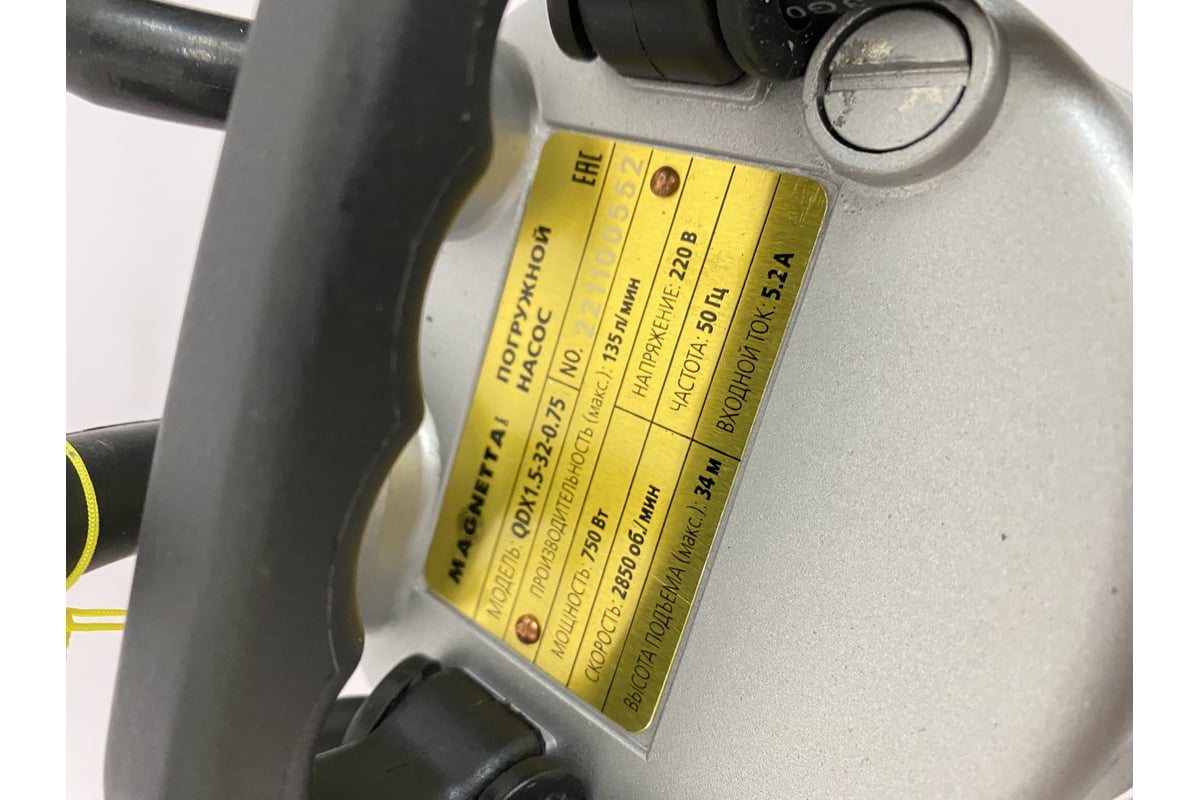 MAGNETTA ПОГРУЖНОЙ НАСОС EAC
МОДЕЛЬ: QDX1.5-32-0.75 NO. 221100552
ПРОИЗВОДИТЕЛЬНОСТЬ (макс.): 135 л/мин
МОЩНОСТЬ: 750 Вт НАПРЯЖЕНИЕ: 220 В
СКОРОСТЬ: 2850 об./мин ЧАСТОТА: 50 Гц
ВЫСОТА ПОДЪЕМА (макс.): 34 м ВХОДНОЙ ТОК: 5.2 А